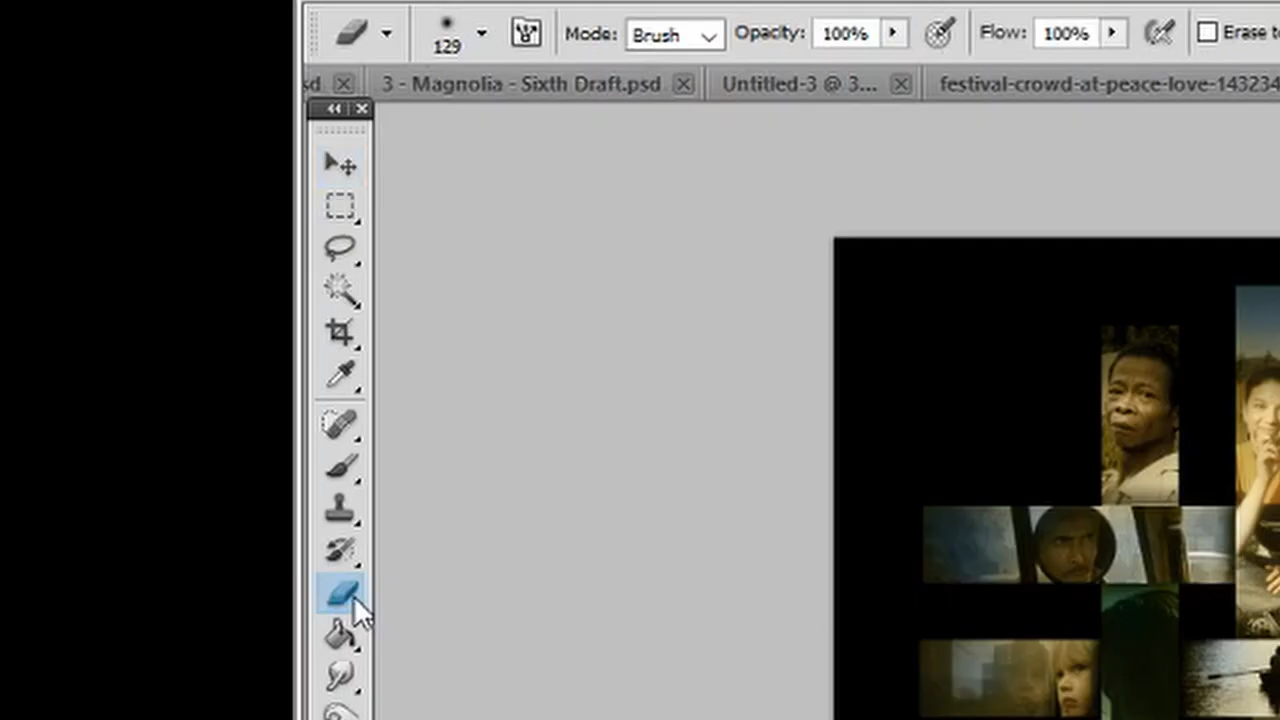 129 Mode: Brush Opacity: 100% Flow: 100% Erase t
sd 3 - Magnolia - Sixth Draft.psd Untitled-3 @ 3... festival-crowd-at-peace-love-143234